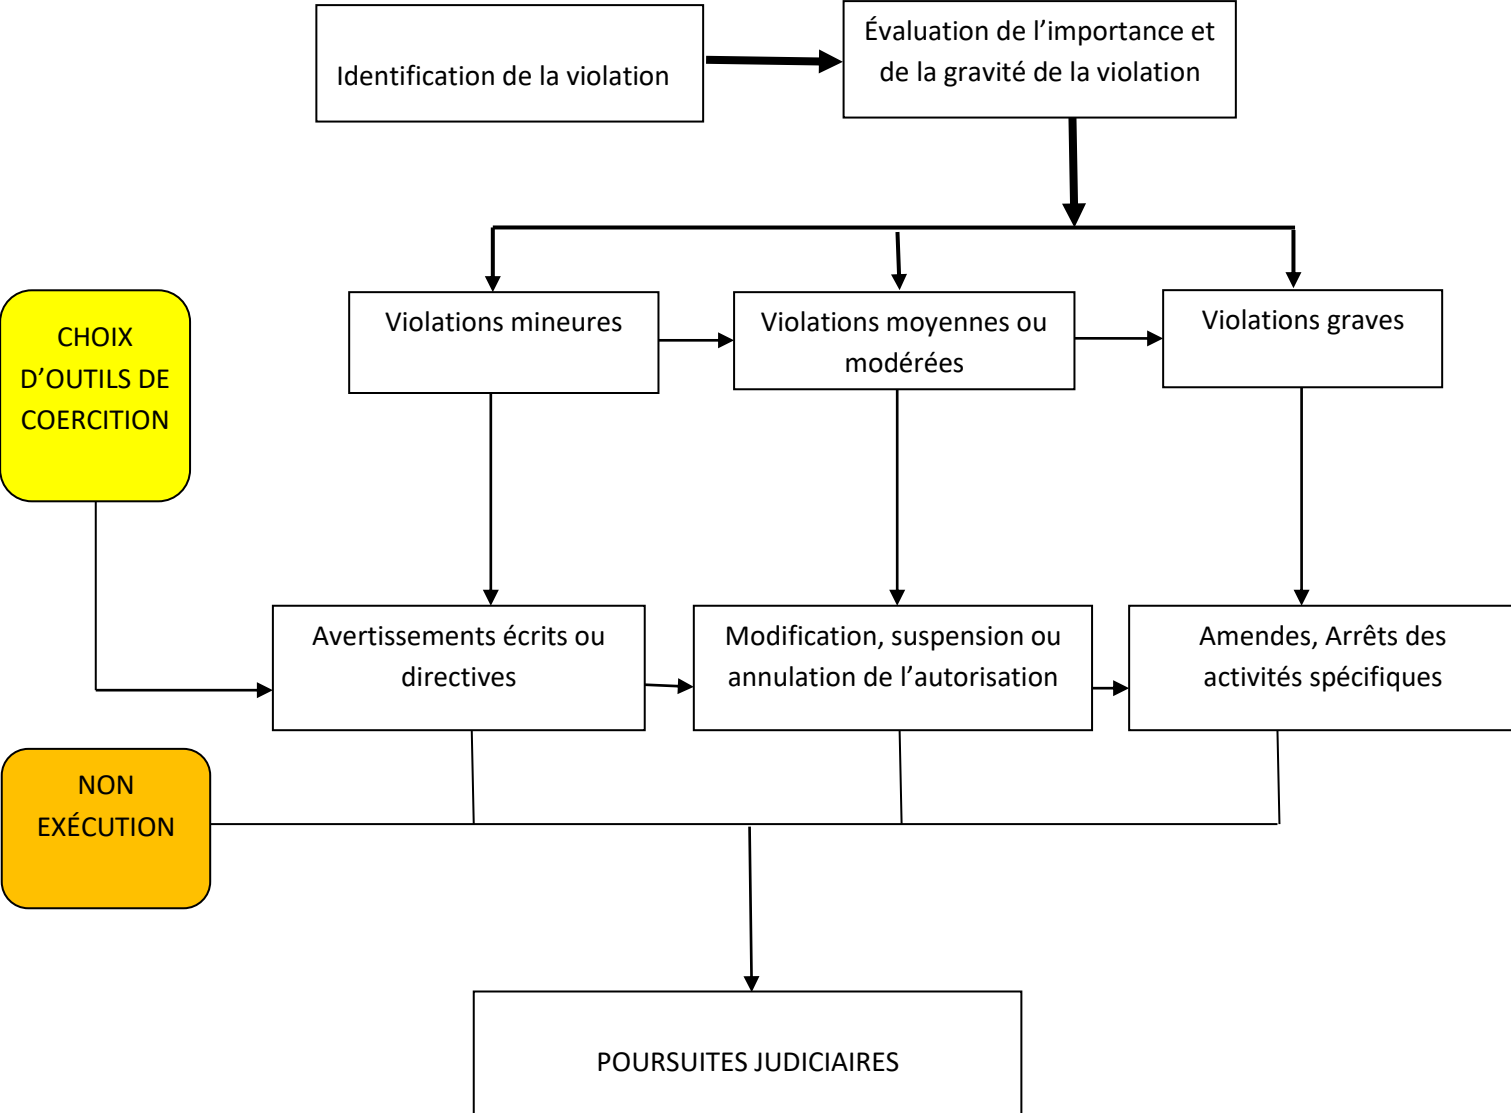 Identification de la violation
Évaluation de l’importance et
de la gravité de la violation
Violations mineures
Violations moyennes ou
modérées
Violations graves
CHOIX
D’OUTILS DE
COERCITION
Avertissements écrits ou
directives
Modification, suspension ou
annulation de l’autorisation
Amendes, Arrêts des
activités spécifiques
NON
EXÉCUTION
POURSUITES JUDICIAIRES